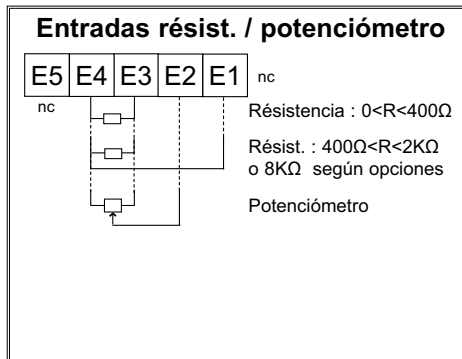 Entradas résist. / potenciómetro
E5 E4 E3 E2 E1 nc
nc
Résistencia : 0<R<400Ω
Résist. : 400Ω<R<2KΩ
o 8KΩ según opciones
Potenciómetro